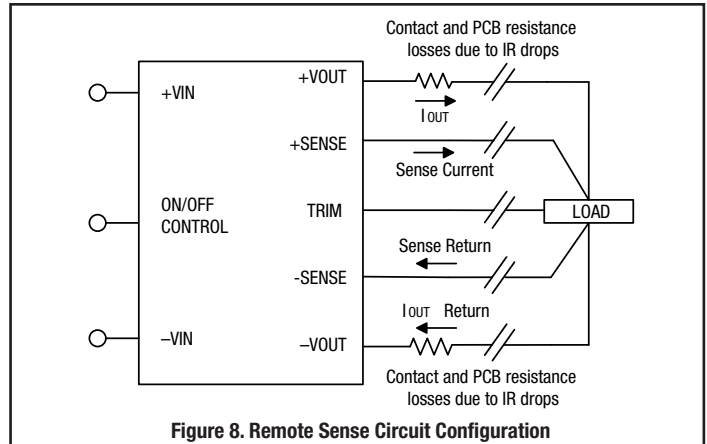 Contact and PCB resistance
losses due to IR drops
+VOUT
+VIN
IOUT
+SENSE
Sense Current
ON/OFF
CONTROL
TRIM
LOAD
Sense Return
-SENSE
IOUT Return
–VIN
–VOUT
Contact and PCB resistance
losses due to IR drops
Figure 8. Remote Sense Circuit Configuration